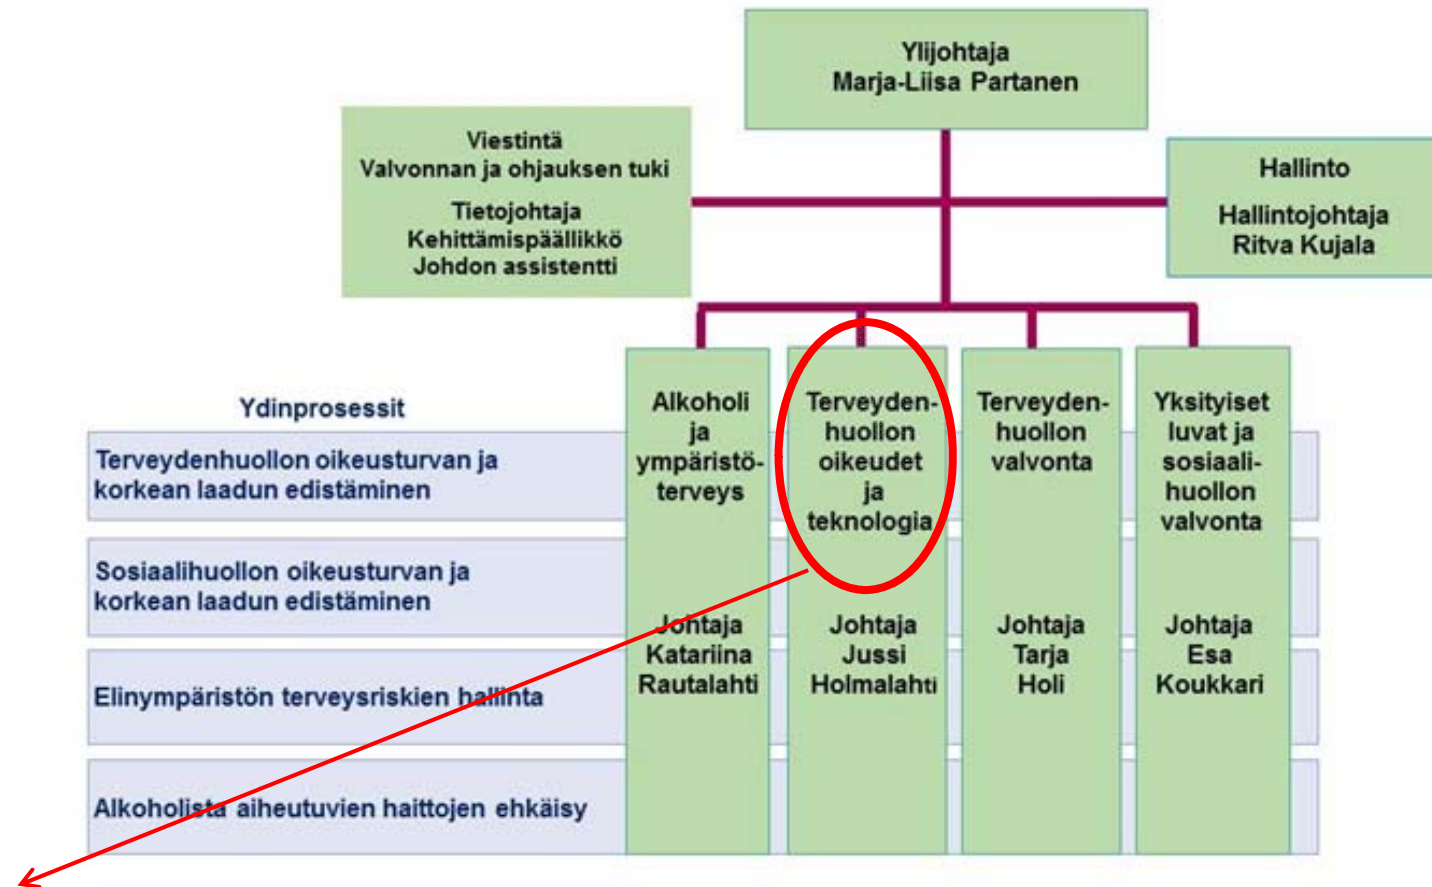 Ylijohtaja
Marja-Liisa Partanen
Viestintä
Valvonnan ja ohjauksen tuki
Tietojohtaja
Kehittämispäällikkö
Johdon assistentti
Hallinto
Hallintojohtaja
Ritva Kujala
Ydinprosessit
Terveydenhuollon oikeusturvan ja
korkean laadun edistäminen
Sosiaalihuollon oikeusturvan ja
korkean laadun edistäminen
Elinympäristön terveysriskien hallinta
Alkoholista aiheutuvien haittojen ehkäisy
Alkoholi
ja
ympäristö-
terveys
Johtaja
Katariina
Rautalahti
Terveyden-
huollon
oikeudet
ja
teknologia
Johtaja
Jussi
Holmalahti
Terveyden-
huollon
valvonta
Johtaja
Tarja
Holi
Yksityiset
luvat ja
sosiaali-
huollon
valvonta
Johtaja
Esa
Koukkari